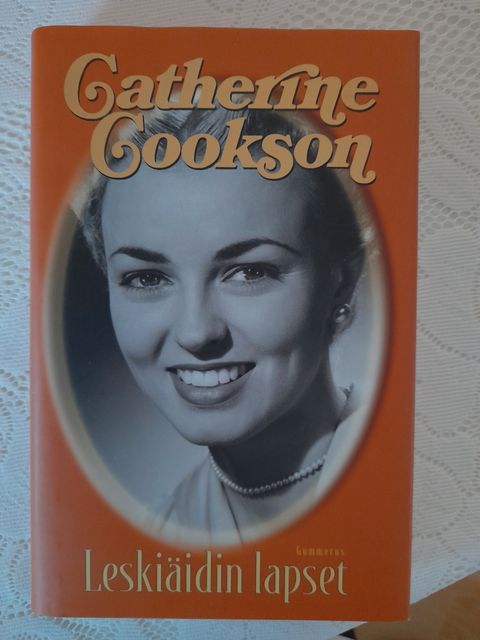 Catherine
Cookson
Gummerus
Leskiäidin lapset